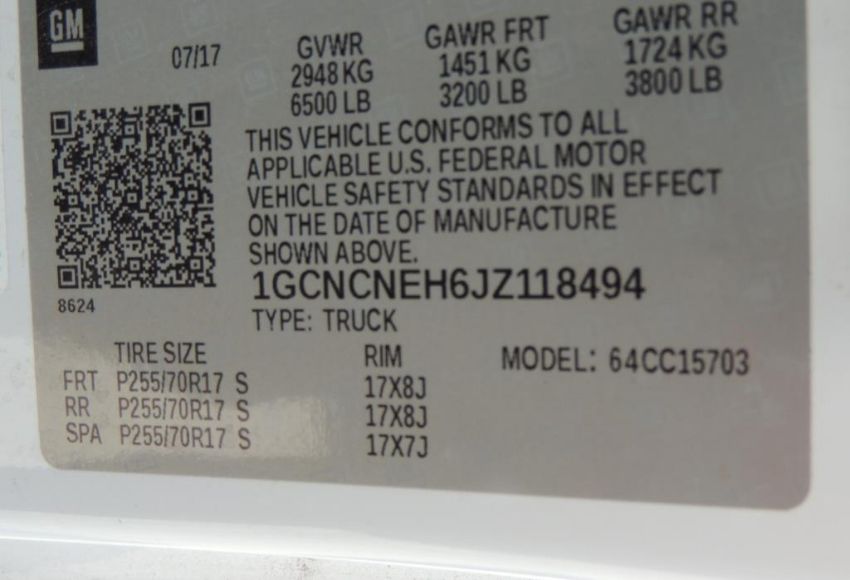 GM
07/17
GVWR GAWR FRT GAWR RR
2948 KG 1451 KG 1724 KG
6500 LB 3200 LB 3800 LB
THIS VEHICLE CONFORMS TO ALL
APPLICABLE U.S. FEDERAL MOTOR
VEHICLE SAFETY STANDARDS IN EFFECT
ON THE DATE OF MANUFACTURE
SHOWN ABOVE.
1GCNCNEH6JZ118494
8624
TYPE: TRUCK
TIRE SIZE RIM MODEL: 64CC15703
FRT P255/70R17 S 17X8J
RR P255/70R17 S 17X8J
SPA P255/70R17 S 17X7J